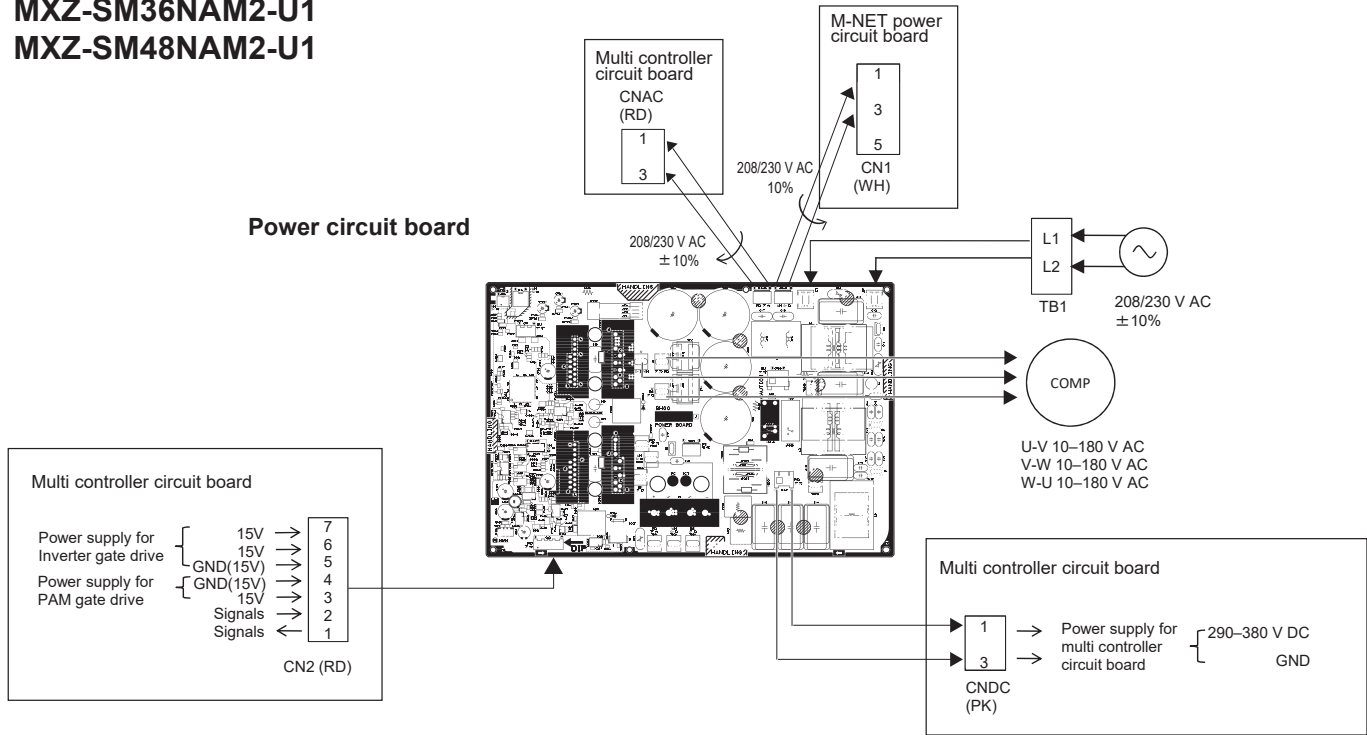 MXZ-SM36NAM2-U1
MXZ-SM48NAM2-U1
M-NET power
circuit board
1
3
5
CN1
(WH)
Multi controller
circuit board
CNAC
(RD)
1
3
208/230 V AC
10%
Power circuit board
208/230 V AC
±10%
L1
L2
TB1
208/230 V AC
±10%
HANDLING
COMP
U-V 10–180 V AC
V-W 10–180 V AC
W-U 10–180 V AC
POWER BOARD
HANDLING
Multi controller circuit board
Power supply for
Inverter gate drive
Power supply for
PAM gate drive
15V
15V
GND(15V)
GND(15V)
15V
Signals
Signals
7
6
5
4
3
2
1
CN2 (RD)
Multi controller circuit board
1
3
Power supply for
multi controller
circuit board
290–380 V DC
GND
CNDC
(PK)